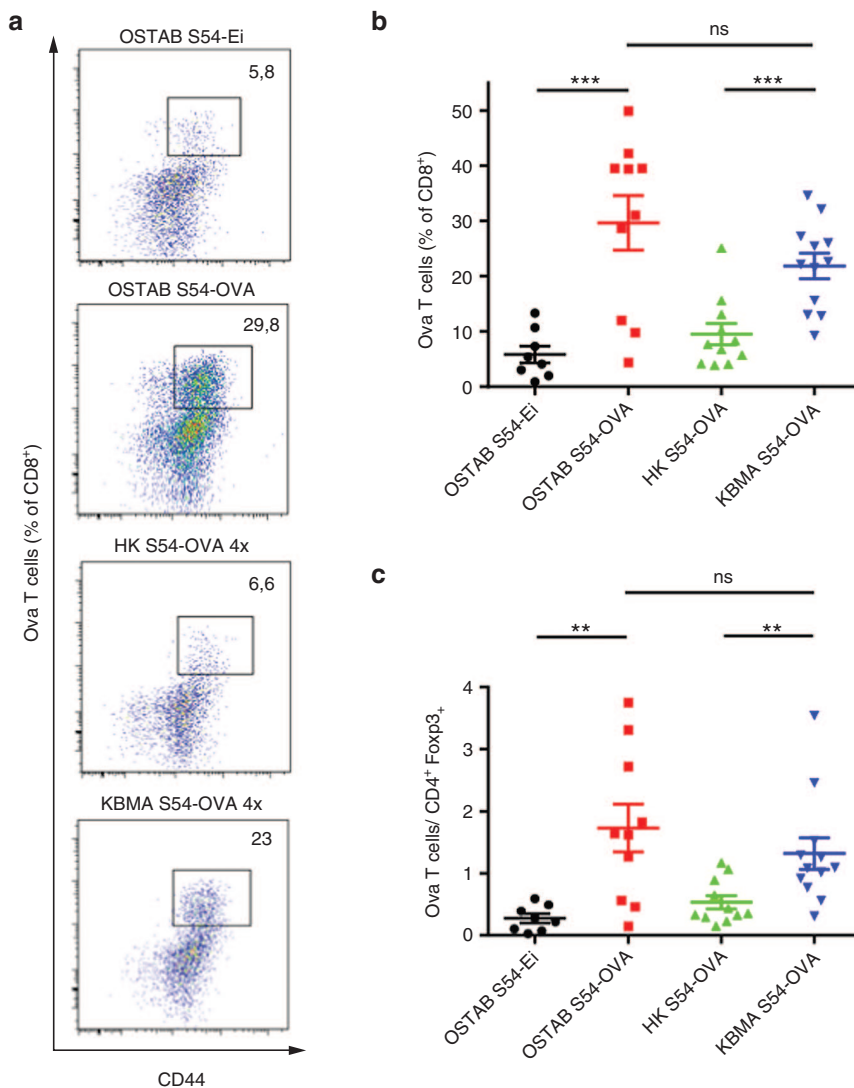 a
OSTAB S54-Ei
5,8
OSTAB S54-OVA
29,8
HK S54-OVA 4x
6,6
KBMA S54-OVA 4x
23
Ova T cells (% of CD8⁺)
CD44
b
ns
***
***
Ova T cells (% of CD8⁺)
50
40
30
20
10
0
OSTAB S54-Ei
OSTAB S54-OVA
HK S54-OVA
KBMA S54-OVA
c
ns
**
**
Ova T cells/ CD4⁺ Foxp3₊
4
3
2
1
0
OSTAB S54-Ei
OSTAB S54-OVA
HK S54-OVA
KBMA S54-OVA